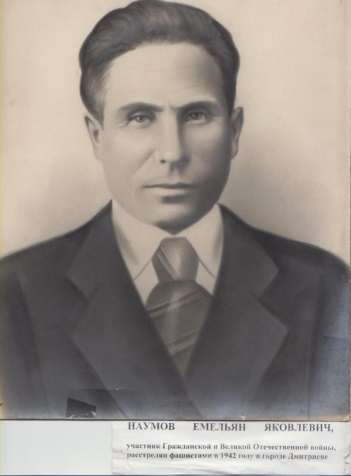 НАУМОВ ЕМЕЛЬЯН ЯКОВЛЕВИЧ,
участник Гражданской и Великой Отечественной войны,
расстрелян фашистами в 1942 году в городе Дмитриеве